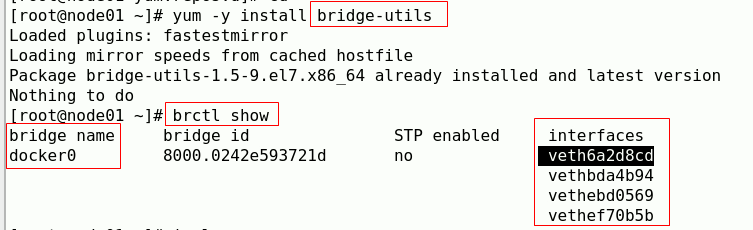 [root@node01 ~]# yum -y install bridge-utils
Loaded plugins: fastestmirror
Loading mirror speeds from cached hostfile
Package bridge-utils-1.5-9.el7.x86_64 already installed and latest version
Nothing to do
[root@node01 ~]# brctl show
bridge name bridge id STP enabled interfaces
docker0 8000.0242e593721d no veth6a2d8cd
vethbda4b94
vethebd0569
vethef70b5b